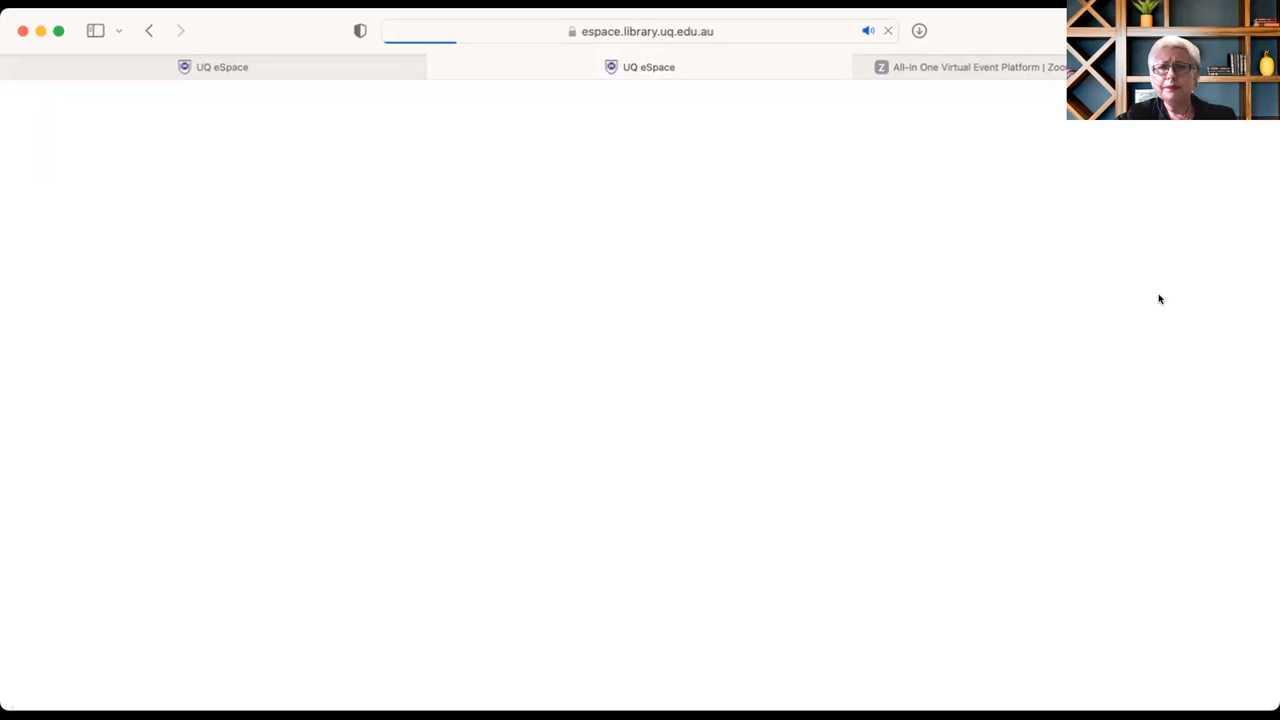 espace.library.uq.edu.au
UQ eSpace
UQ eSpace
Z All-In One Virtual Event Platform | Zoo